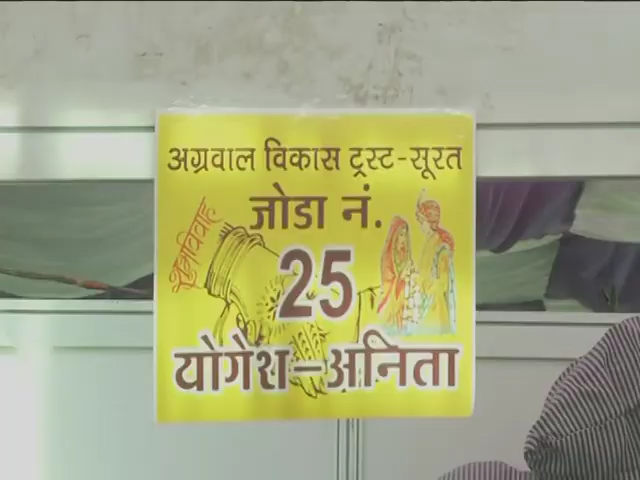 अग्रवाल विकास ट्रस्ट-सूरत
जोडा नं.
शुभविवाह
25
योगेश-अनिता